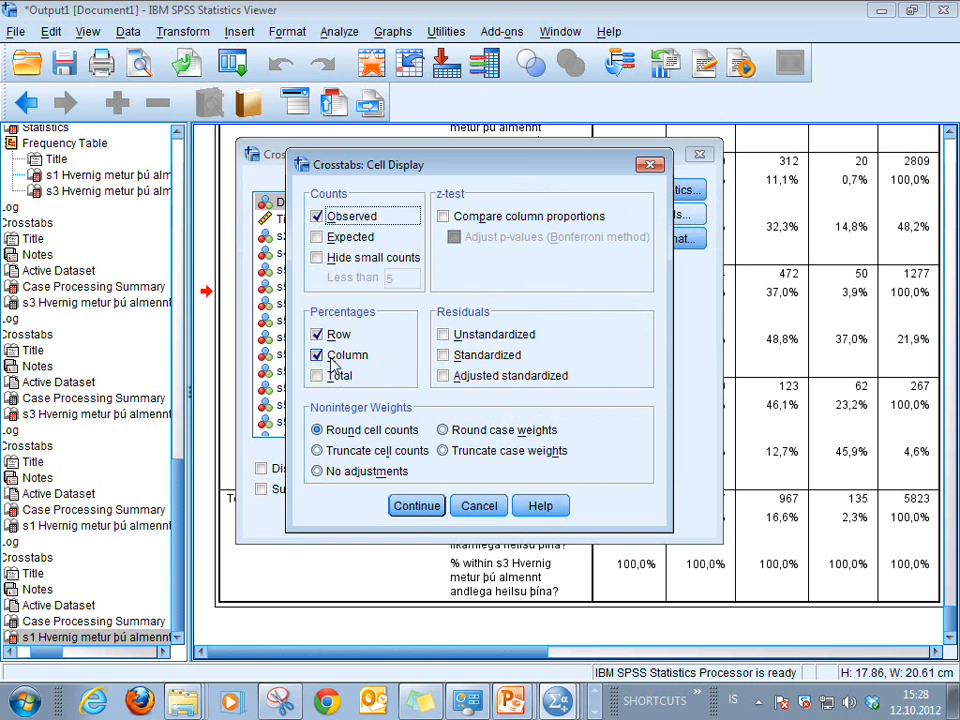 *Output1 [Document1] - IBM SPSS Statistics Viewer
File Edit View Data Transform Insert Format Analyze Graphs Utilities Add-ons Window Help
Statistics
Frequency Table
Title
s1 Hvernig metur þú alm
s3 Hvernig metur þú alm
Log
Crosstabs
Title
Notes
Active Dataset
Case Processing Summary
s3 Hvernig metur þú almennt
Log
Crosstabs
Title
Notes
Active Dataset
Case Processing Summary
s3 Hvernig metur þú almennt
Log
Crosstabs
Title
Notes
Active Dataset
Case Processing Summary
s1 Hvernig metur þú almennt
Log
Crosstabs
Title
Notes
Active Dataset
Case Processing Summary
s1 Hvernig metur þú almennt
metur þú almennt
312 20 2809
11,1% 0,7% 100,0%
32,3% 14,8% 48,2%
472 50 1277
37,0% 3,9% 100,0%
48,8% 37,0% 21,9%
123 62 267
46,1% 23,2% 100,0%
12,7% 45,9% 4,6%
967 135 5823
16,6% 2,3% 100,0%
líkamlega heilsu þína?
% within s3 Hvernig
metur þú almennt
andlega heilsu þína?
100,0% 100,0% 100,0% 100,0% 100,0%
Crosstabs: Cell Display
Counts
Observed
Expected
Hide small counts
Less than 5
z-test
Compare column proportions
Adjust p-values (Bonferroni method)
Percentages
Row
Column
Total
Residuals
Unstandardized
Standardized
Adjusted standardized
Noninteger Weights
Round cell counts Round case weights
Truncate cell counts Truncate case weights
No adjustments
Continue Cancel Help
IBM SPSS Statistics Processor is ready H: 17.86, W: 20.61 cm
SHORTCUTS IS 15:28
12.10.2012